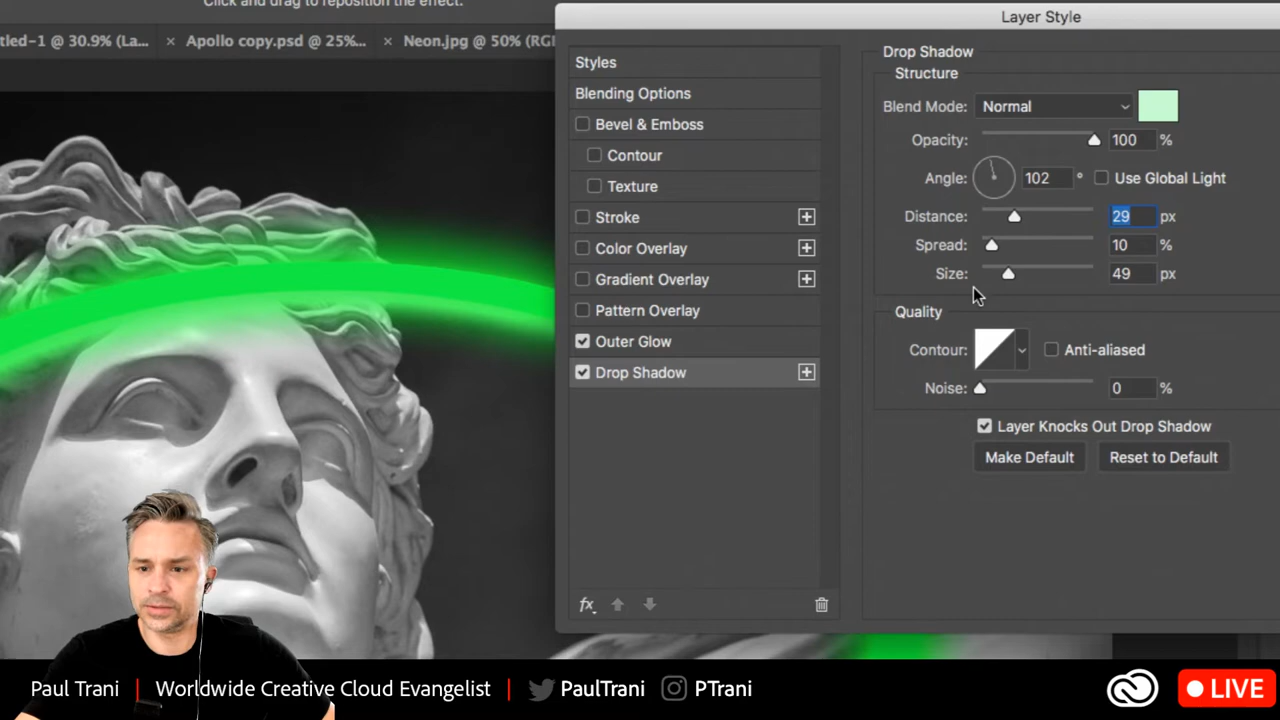 Click and drag to reposition the effect.
tled-1 @ 30.9% (La... × Apollo copy.psd @ 25%... × Neon.jpg @ 50% (RG
Layer Style
Styles
Blending Options
Bevel & Emboss
Contour
Texture
Stroke
Color Overlay
Gradient Overlay
Pattern Overlay
Outer Glow
Drop Shadow
fx
Drop Shadow
Structure
Blend Mode: Normal
Opacity: 100 %
Angle: 102 ° Use Global Light
Distance: 29 px
Spread: 10 %
Size: 49 px
Quality
Contour: Anti-aliased
Noise: 0 %
Layer Knocks Out Drop Shadow
Make Default Reset to Default
Paul Trani | Worldwide Creative Cloud Evangelist | PaulTrani PTrani
LIVE